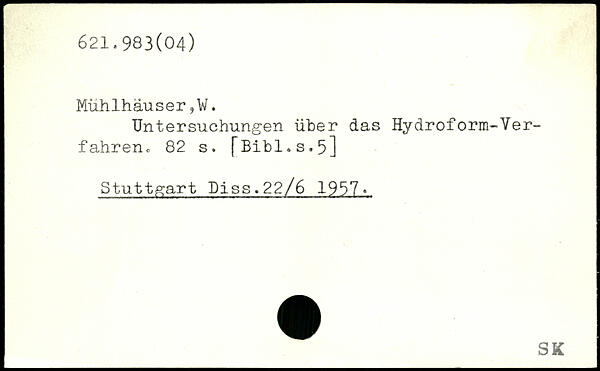 621.983(04)
Mühlhäuser,W.
Untersuchungen über das Hydroform-Ver-
fahren. 82 s. [Bibl.s.5]
Stuttgart Diss.22/6 1957.
SK